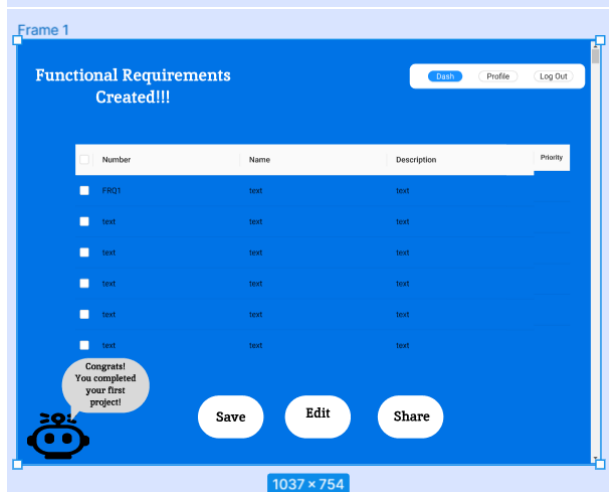 Frame 1
Functional Requirements
Created!!!
Dash Profile Log Out
Number Name Description Priority
FRQ1 text text
text text text
text text text
text text text
text text text
text text text
Congrats!
You completed
your first
project!
Save Edit Share
1037 × 754